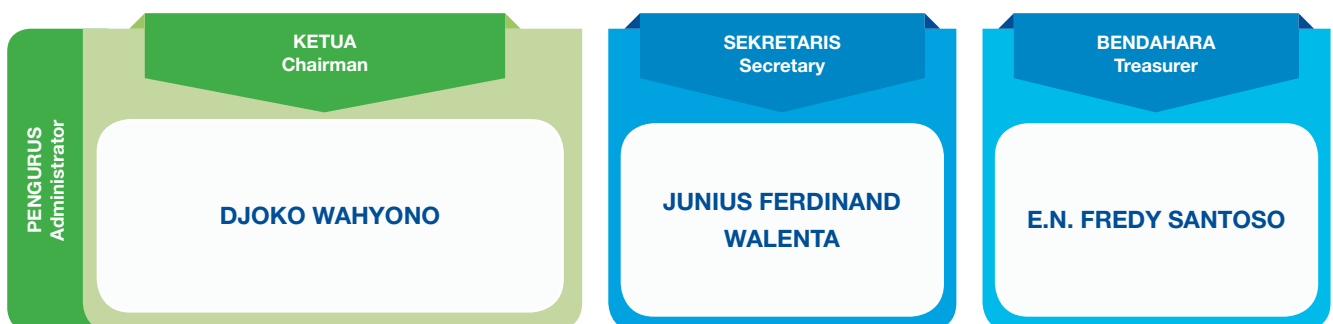 PENGURUS
Administrator
KETUA
Chairman
DJOKO WAHYONO
SEKRETARIS
Secretary
JUNIUS FERDINAND
WALENTA
BENDAHARA
Treasurer
E.N. FREDY SANTOSO